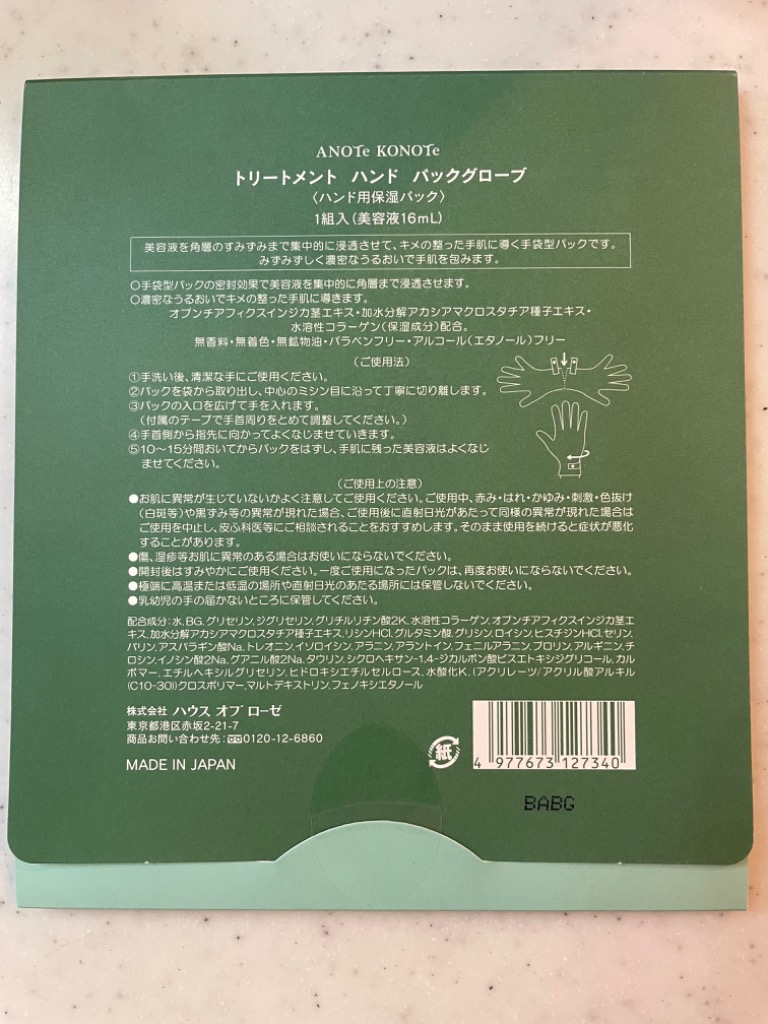 ANOTe KONOTe
トリートメント ハンド パックグローブ
〈ハンド用保湿パック〉
1組入(美容液16mL)
美容液を角層のすみずみまで集中的に浸透させて、キメの整った手肌に導く手袋型パックです。
みずみずしく濃密なうるおいで手肌を包みます。
○手袋型パックの密封効果で美容液を集中的に角層まで浸透させます。
○濃密なうるおいでキメの整った手肌に導きます。
オプンチアフィクスインジカ茎エキス・加水分解アカシアマクロスタチア種子エキス・
水溶性コラーゲン(保湿成分)配合。
無香料・無着色・無鉱物油・パラベンフリー・アルコール(エタノール)フリー
〈ご使用法〉
①手洗い後、清潔な手にご使用ください。
②パックを袋から取り出し、中心のミシン目に沿って丁寧に切り離します。
③パックの入口を広げて手を入れます。
(付属のテープで手首周りをとめて調整してください。)
④手首側から指先に向かってよくなじませていきます。
⑤10〜15分間おいてからパックをはずし、手肌に残った美容液はよくなじ
ませてください。
〈ご使用上の注意〉
●お肌に異常が生じていないかよく注意してご使用ください。ご使用中、赤み・はれ・かゆみ・刺激・色抜け
(白斑等)や黒ずみ等の異常が現れた場合、ご使用後に直射日光があたって同様の異常が現れた場合は
ご使用を中止し、皮ふ科医等にご相談されることをおすすめします。そのまま使用を続けると症状が悪化
することがあります。
●傷、湿疹等お肌に異常のある場合はお使いにならないでください。
●開封後はすみやかにご使用ください。一度ご使用になったパックは、再度お使いにならないでください。
●極端に高温または低温の場所や直射日光のあたる場所には保管しないでください。
●乳幼児の手の届かないところに保管してください。
配合成分:水、BG、グリセリン、ジグリセリン、グリチルリチン酸2K、水溶性コラーゲン、オプンチアフィクスインジカ茎エ
キス、加水分解アカシアマクロスタチア種子エキス、リシンHCl、グルタミン酸、グリシン、ロイシン、ヒスチジンHCl、セリン、
バリン、アスパラギン酸Na、トレオニン、イソロイシン、アラニン、アラントイン、フェニルアラニン、プロリン、アルギニン、チ
ロシン、イノシン酸2Na、グアニル酸2Na、タウリン、シクロヘキサン-1,4-ジカルボン酸ビスエトキシジグリコール、カル
ボマー、エチルヘキシルグリセリン、ヒドロキシエチルセルロース、水酸化K、(アクリレーツ/アクリル酸アルキル
(C10-30))クロスポリマー、マルトデキストリン、フェノキシエタノール
株式会社 ハウス オブ ローゼ
東京都港区赤坂2-21-7
商品お問い合わせ先:0120-12-6860
MADE IN JAPAN
紙
4 977673 127340
BABG